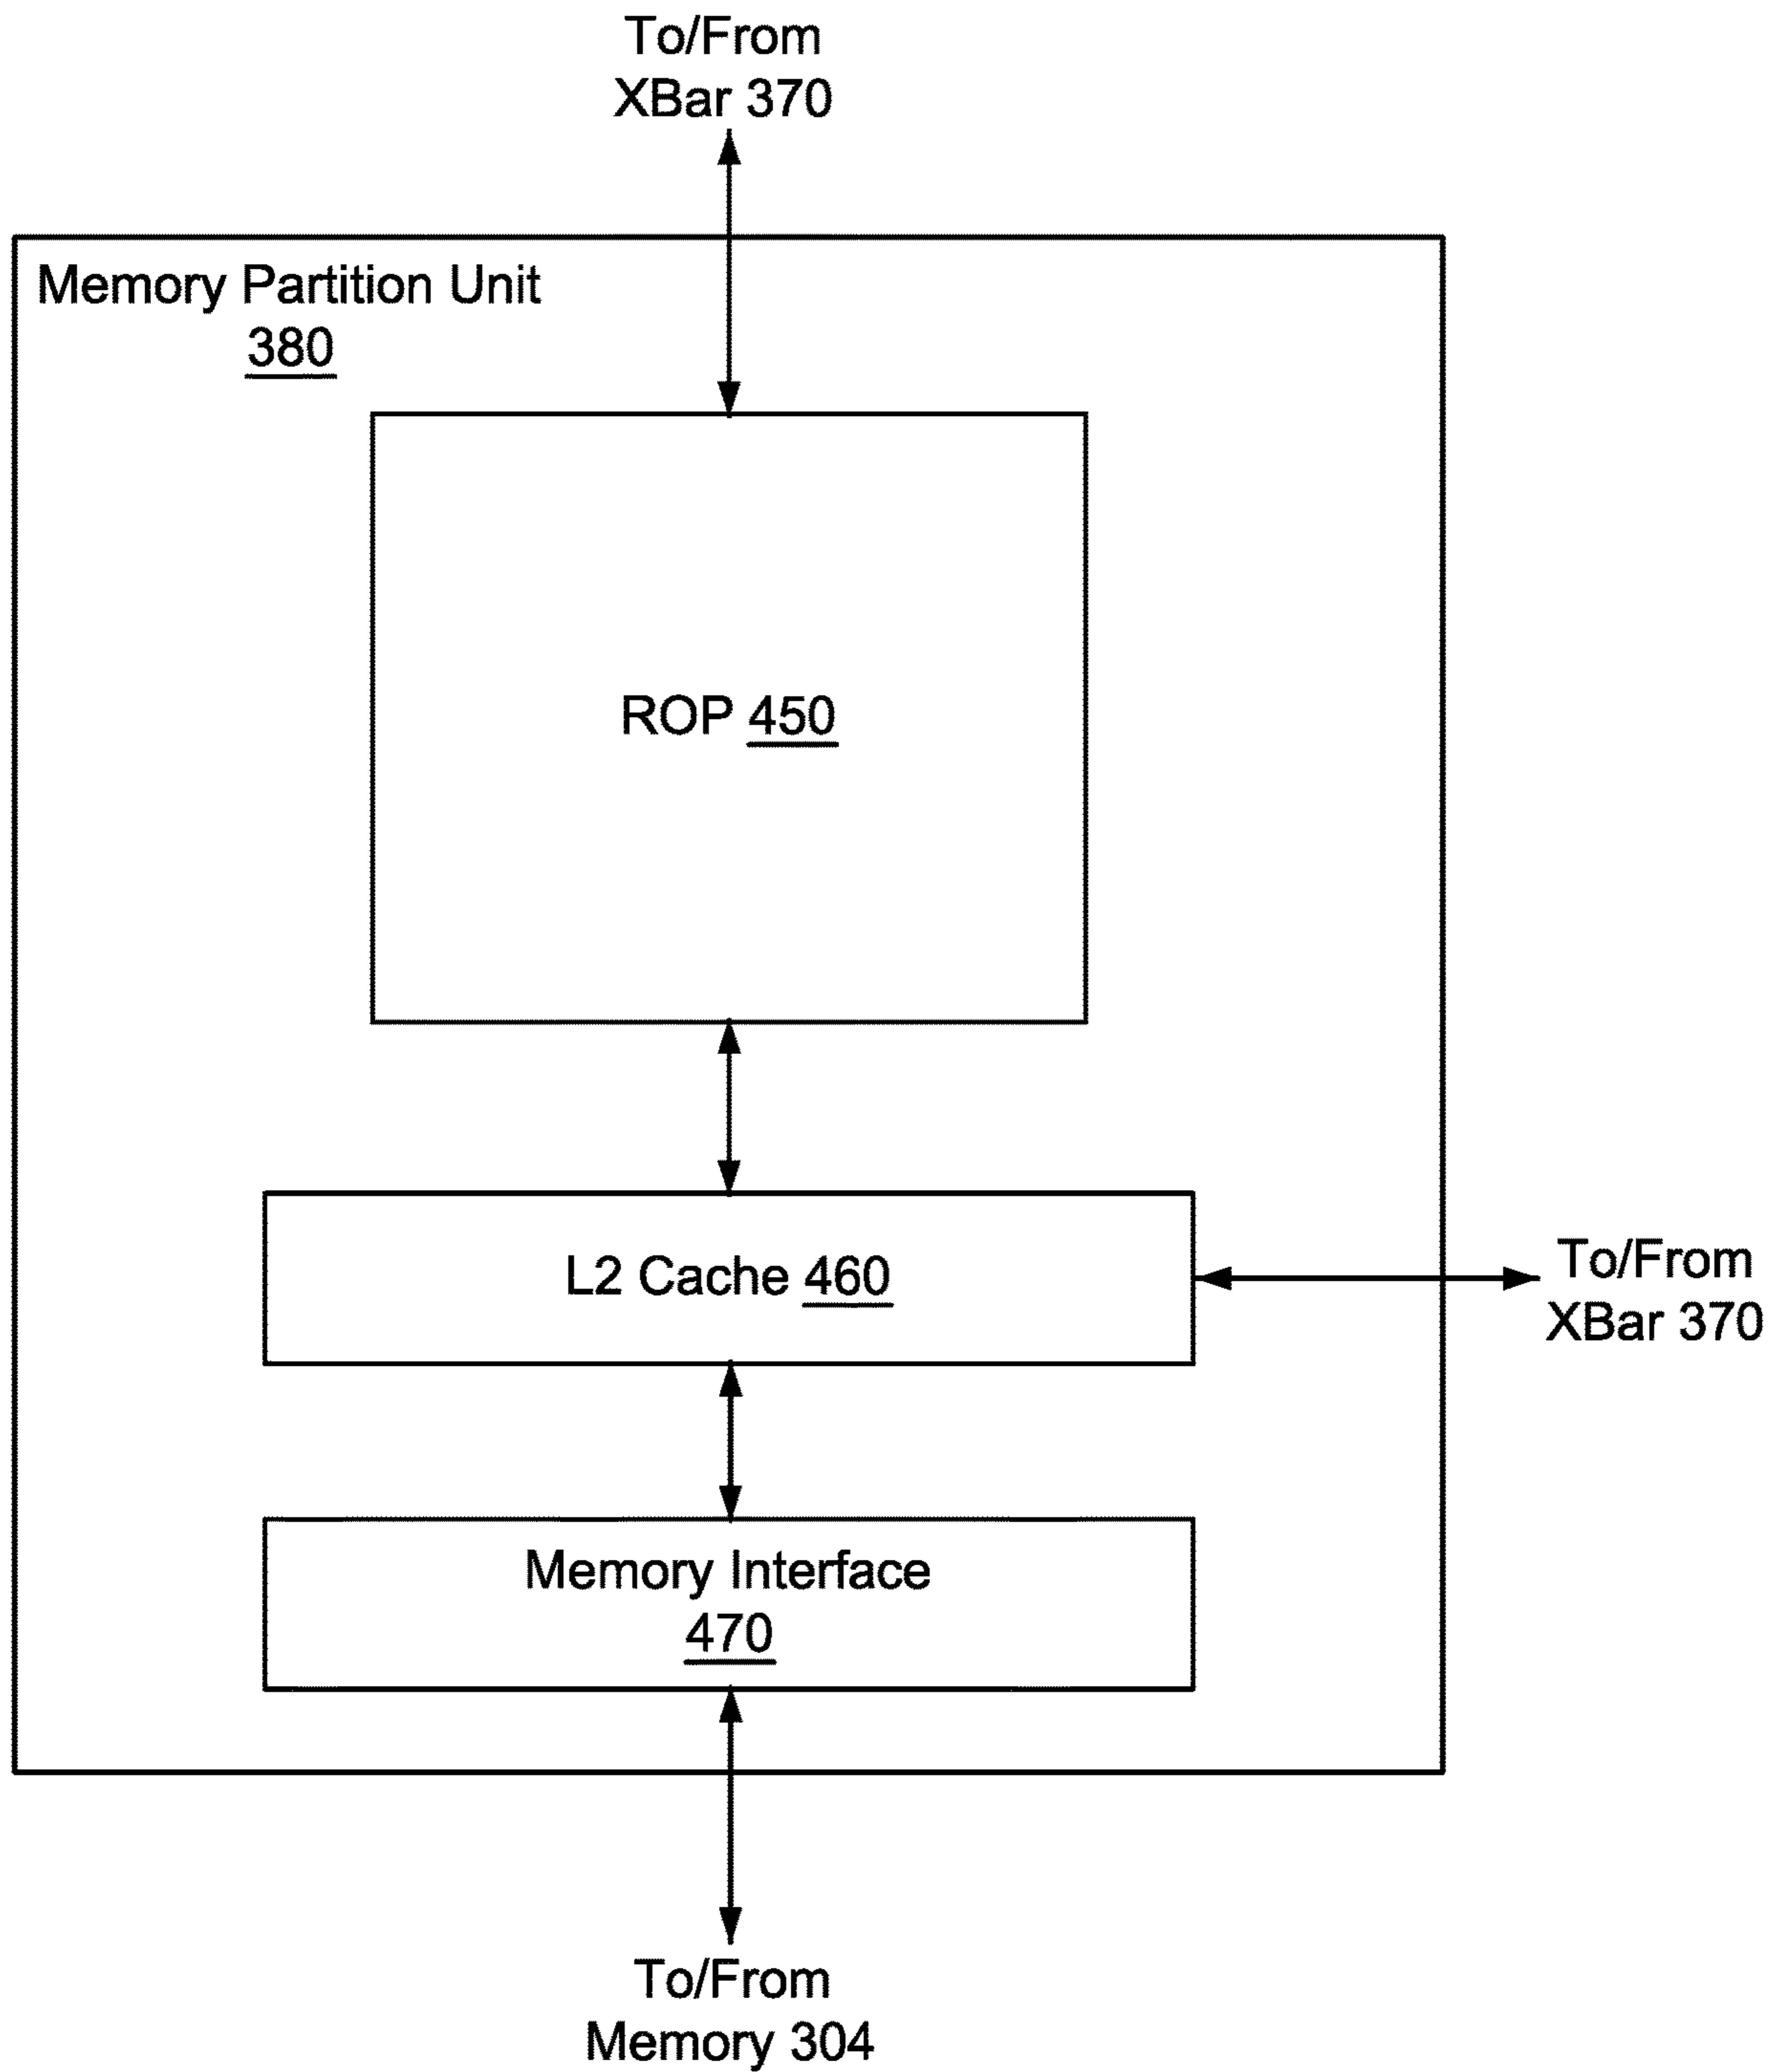 To/From
XBar 370
Memory Partition Unit
380
ROP 450
L2 Cache 460
To/From
XBar 370
Memory Interface
470
To/From
Memory 304